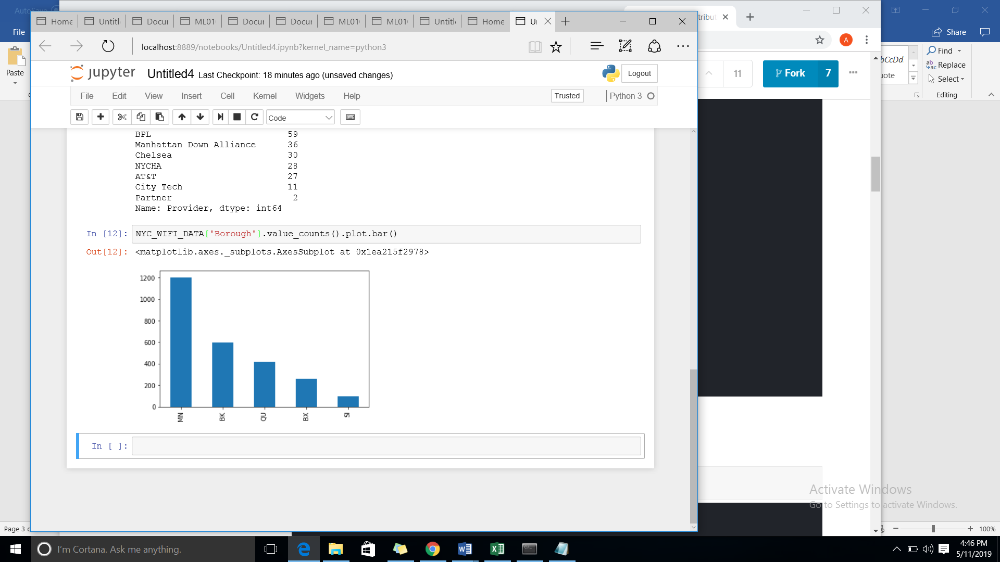 AutoSave
Home
Untitl
Docur
ML01
Docur
Docur
ML01
ML01
Untitl
Home
U
tribut
File
Share
localhost:8889/notebooks/Untitled4.ipynb?kernel_name=python3
A
Paste
bCcDd
uote
Find
Replace
Select
Editing
jupyter Untitled4 Last Checkpoint: 18 minutes ago (unsaved changes)
Logout
11
Fork 7
File Edit View Insert Cell Kernel Widgets Help
Trusted
Python 3
Code
BPL 59
Manhattan Down Alliance 36
Chelsea 30
NYCHA 28
AT&T 27
City Tech 11
Partner 2
Name: Provider, dtype: int64
In [12]: NYC_WIFI_DATA['Borough'].value_counts().plot.bar()
Out[12]: <matplotlib.axes._subplots.AxesSubplot at 0x1ea215f2978>
1200
1000
800
600
400
200
0
MN BK QU BX SI
In [ ]:
Activate Windows
Go to Settings to activate Windows.
Page 3
100%
I'm Cortana. Ask me anything.
4:46 PM
5/11/2019